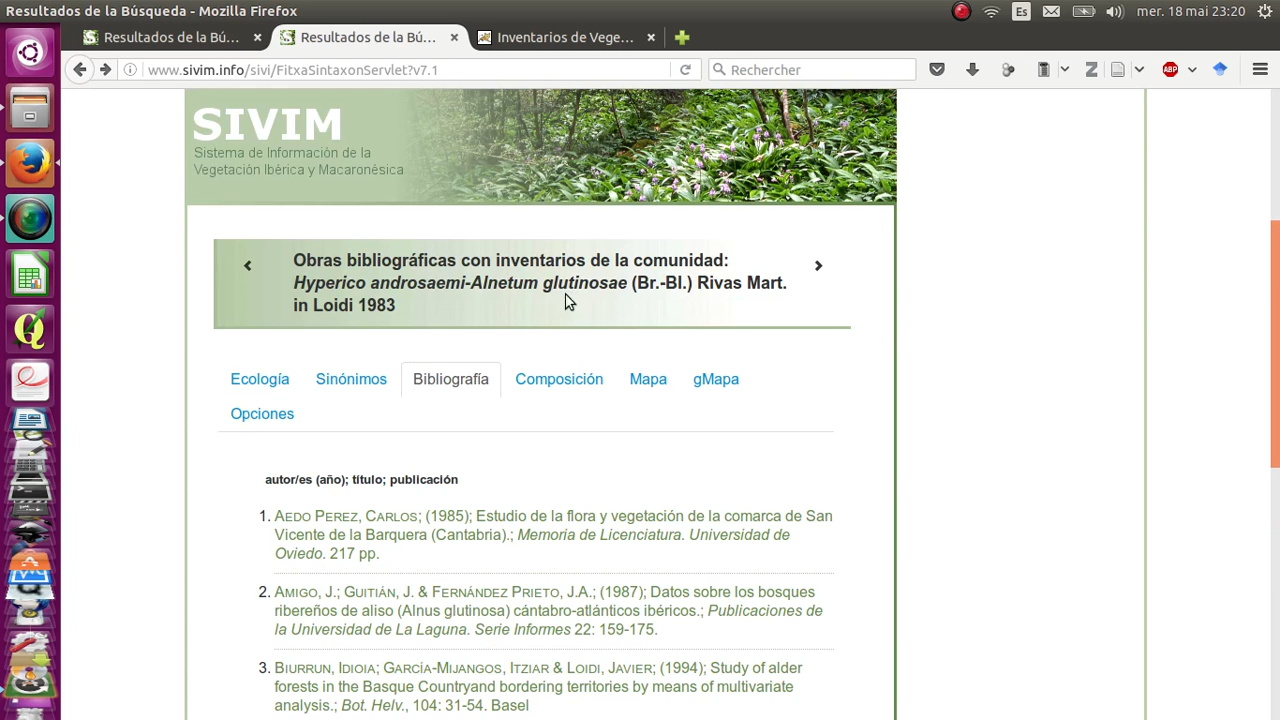 Resultados de la Búsqueda - Mozilla Firefox
Es
mer. 18 mai 23:20
Resultados de la Bú...
Resultados de la Bú...
Inventarios de Vege...
www.sivim.info/sivi/FitxaSintaxonServlet?v7.1
Rechercher
ABP
SIVIM
Sistema de Información de la
Vegetación Ibérica y Macaronèsica
Obras bibliográficas con inventarios de la comunidad:
Hyperico androsaemi-Alnetum glutinosae (Br.-Bl.) Rivas Mart.
in Loidi 1983
Ecología
Sinónimos
Bibliografía
Composición
Mapa
gMapa
Opciones
autor/es (año); título; publicación
1. AEDO PEREZ, CARLOS; (1985); Estudio de la flora y vegetación de la comarca de San
Vicente de la Barquera (Cantabria).; Memoria de Licenciatura. Universidad de
Oviedo. 217 pp.
2. AMIGO, J.; GUITIÁN, J. & FERNÁNDEZ PRIETO, J.A.; (1987); Datos sobre los bosques
ribereños de aliso (Alnus glutinosa) cántabro-atlánticos ibéricos.; Publicaciones de
la Universidad de La Laguna. Serie Informes 22: 159-175.
3. BIURRUN, IDIOIA; GARCÍA-MIJANGOS, ITZIAR & LOIDI, JAVIER; (1994); Study of alder
forests in the Basque Countryand bordering territories by means of multivariate
analysis.; Bot. Helv., 104: 31-54. Basel